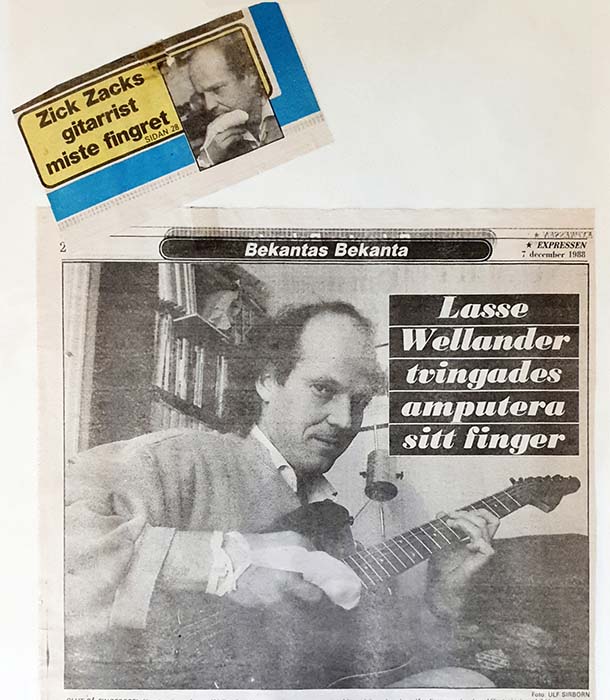 Zick Zacks
gitarrist
miste fingret
SIDAN 28
2
Bekantas Bekanta
★ EXPRESSEN
7 december 1988
Lasse
Wellander
tvingades
amputera
sitt finger
Foto: ULF SIRBORN